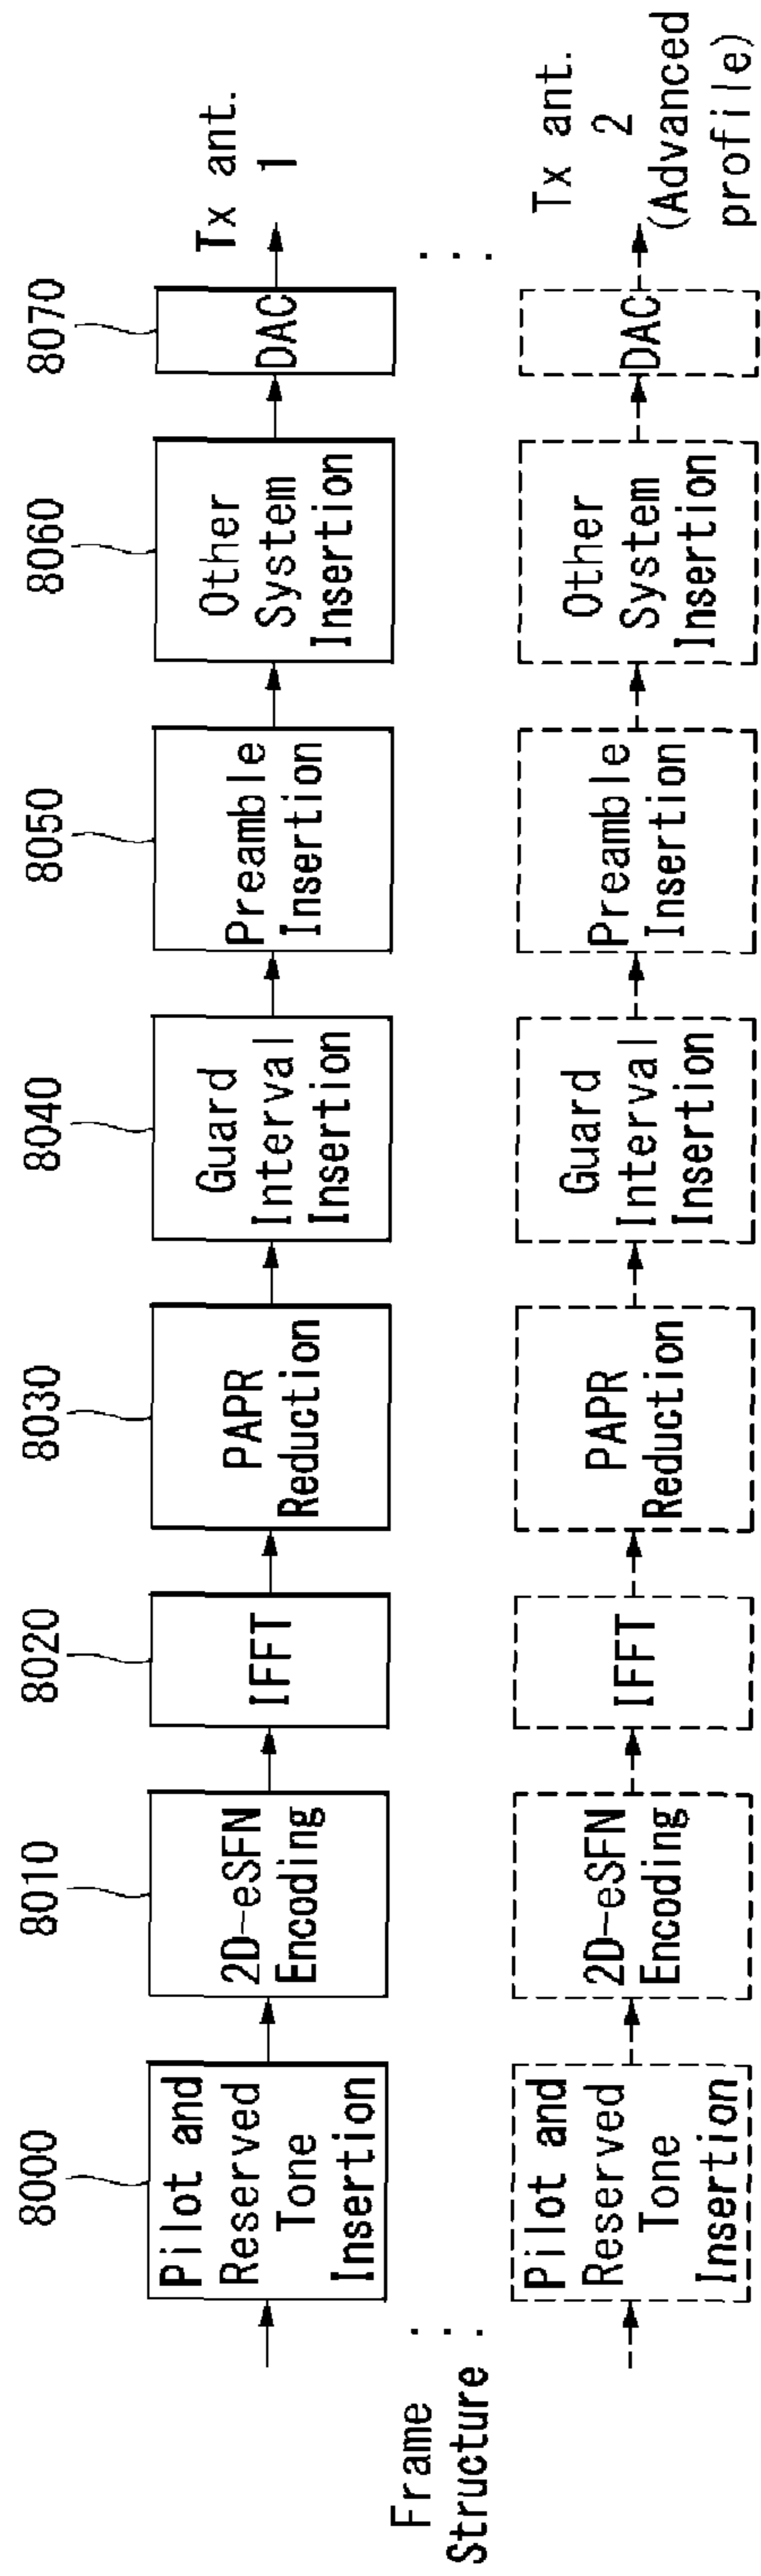 8000
8010
8020
8030
8040
8050
8060
8070
Pilot and
Reserved
Tone
Insertion
2D-eSFN
Encoding
IFFT
PAPR
Reduction
Guard
Interval
Insertion
Preamble
Insertion
Other
System
Insertion
DAC
Tx ant.
1
Frame
Structure
Pilot and
Reserved
Tone
Insertion
2D-eSFN
Encoding
IFFT
PAPR
Reduction
Guard
Interval
Insertion
Preamble
Insertion
Other
System
Insertion
DAC
Tx ant.
2
(Advanced
profile)